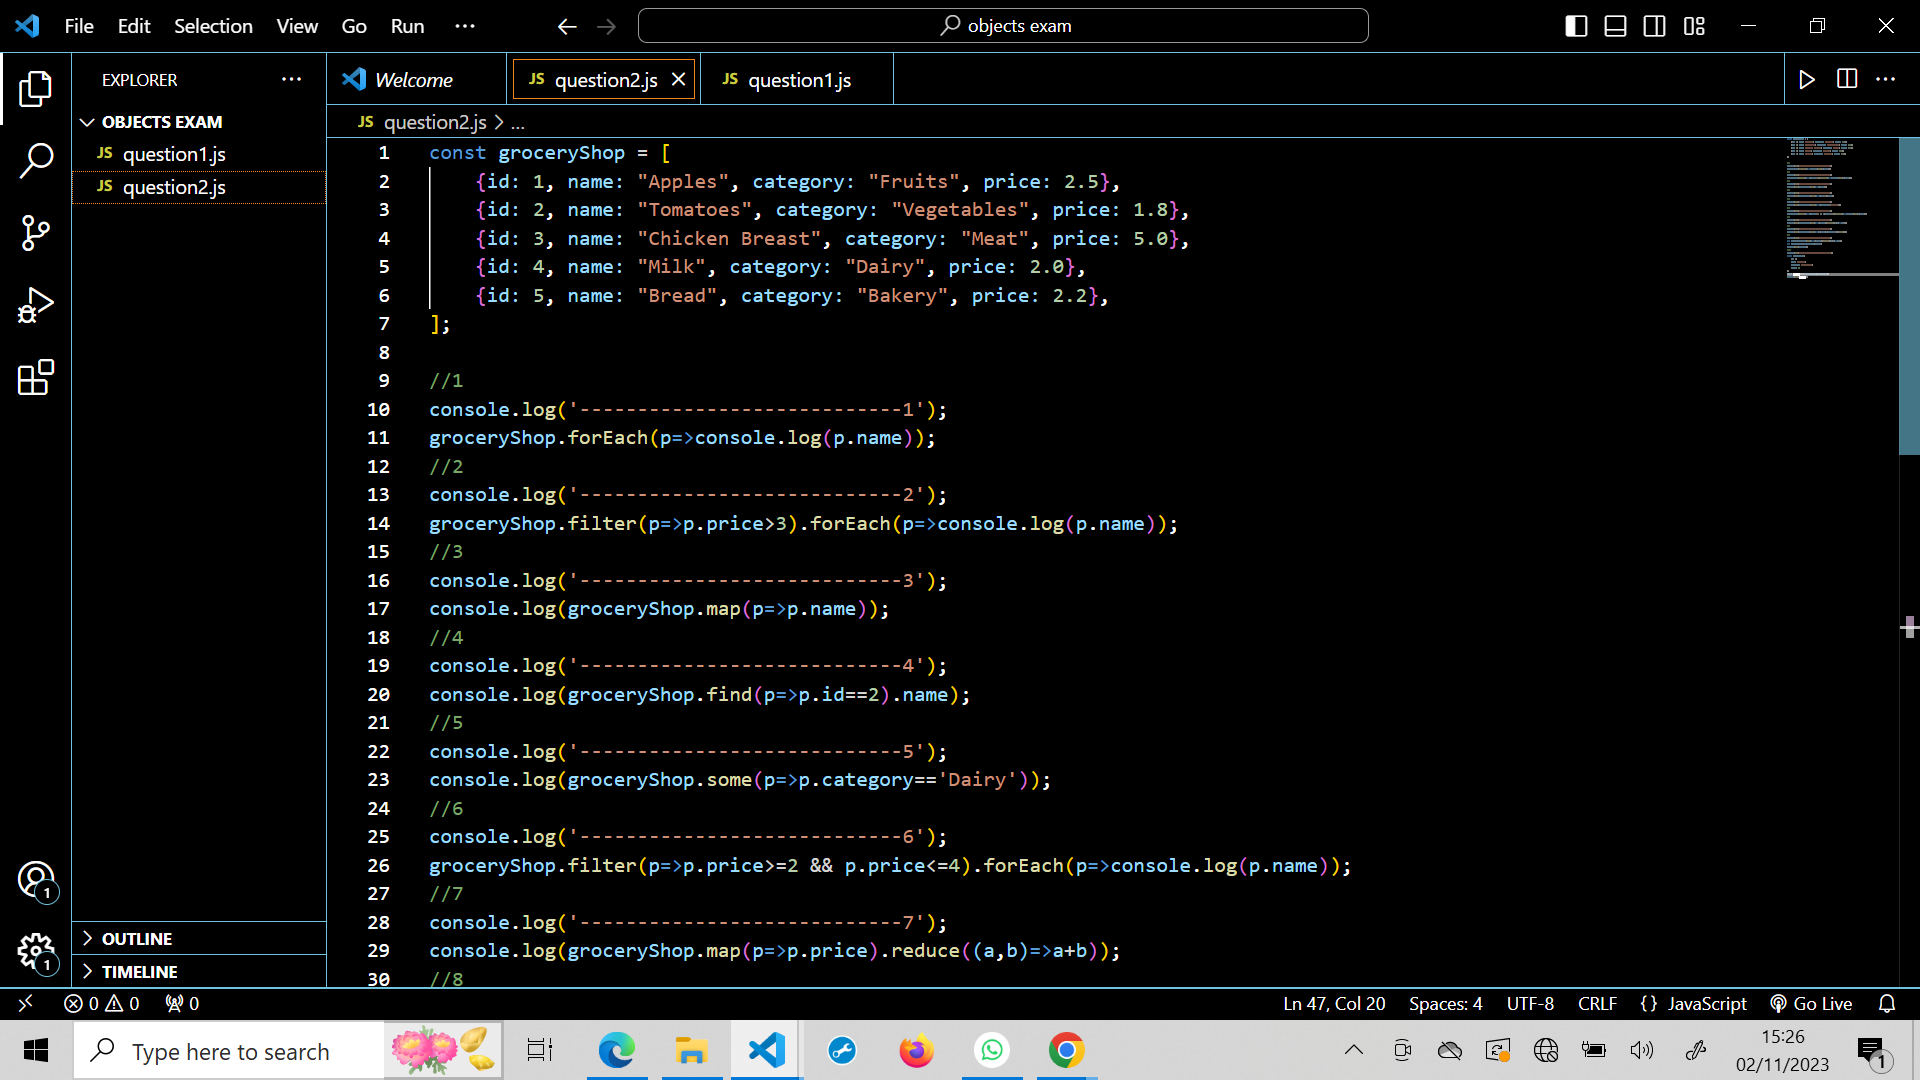 File Edit Selection View Go Run ···
objects exam
EXPLORER ···
Welcome
JS question2.js
JS question1.js
OBJECTS EXAM
JS question1.js
JS question2.js
JS question2.js > ...
1 const groceryShop = [
2 {id: 1, name: "Apples", category: "Fruits", price: 2.5},
3 {id: 2, name: "Tomatoes", category: "Vegetables", price: 1.8},
4 {id: 3, name: "Chicken Breast", category: "Meat", price: 5.0},
5 {id: 4, name: "Milk", category: "Dairy", price: 2.0},
6 {id: 5, name: "Bread", category: "Bakery", price: 2.2},
7 ];
8
9 //1
10 console.log('----------------------------1');
11 groceryShop.forEach(p=>console.log(p.name));
12 //2
13 console.log('----------------------------2');
14 groceryShop.filter(p=>p.price>3).forEach(p=>console.log(p.name));
15 //3
16 console.log('----------------------------3');
17 console.log(groceryShop.map(p=>p.name));
18 //4
19 console.log('----------------------------4');
20 console.log(groceryShop.find(p=>p.id==2).name);
21 //5
22 console.log('----------------------------5');
23 console.log(groceryShop.some(p=>p.category=='Dairy'));
24 //6
25 console.log('----------------------------6');
26 groceryShop.filter(p=>p.price>=2 && p.price<=4).forEach(p=>console.log(p.name));
27 //7
28 console.log('----------------------------7');
29 console.log(groceryShop.map(p=>p.price).reduce((a,b)=>a+b));
30 //8
1
1
OUTLINE
TIMELINE
0 0 0
Ln 47, Col 20 Spaces: 4 UTF-8 CRLF {} JavaScript Go Live
Type here to search
15:26
02/11/2023
1